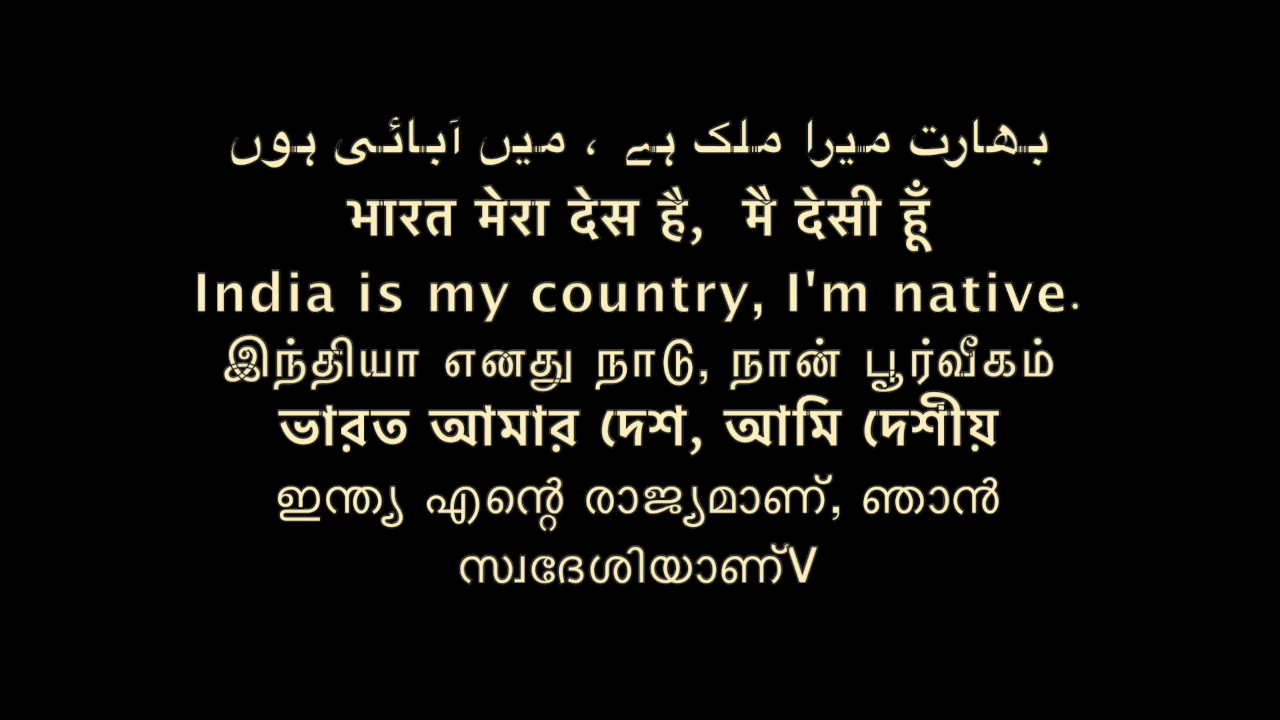 بھارت میرا ملک ہے ، میں آبائی ہوں
भारत मेरा देस है, मै देसी हूँ
India is my country, I'm native.
இந்தியா எனது நாடு, நான் பூர்வீகம்
ভারত আমার দেশ, আমি দেশীয়
ഇന്ത്യ എന്റെ രാജ്യമാണ്, ഞാൻ
സ്വദേശിയാണ്V